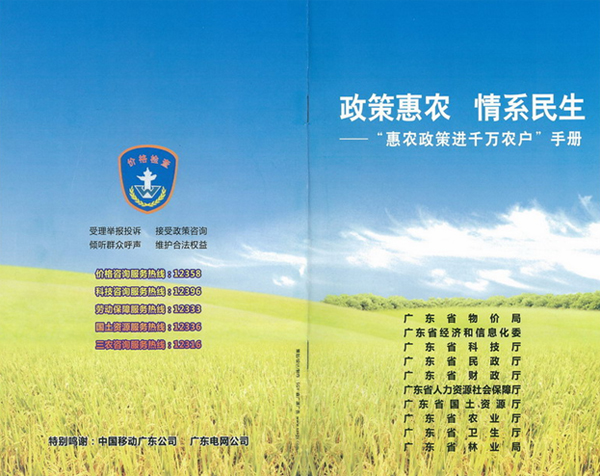 政策惠农 情系民生
——“惠农政策进千万农户”手册
广东省物价局
广东省经济和信息化委
广东省科技厅
广东省民政厅
广东省财政厅
广东省人力资源社会保障厅
广东省国土资源厅
广东省农业厅
广东省卫生厅
广东省林业局
价格检查
受理举报投诉 接受政策咨询
倾听群众呼声 维护合法权益
价格咨询服务热线:12358
科技咨询服务热线:12396
劳动保障服务热线:12333
国土资源服务热线:12336
三农咨询服务热线:12316
特别鸣谢:中国移动广东公司 广东电网公司